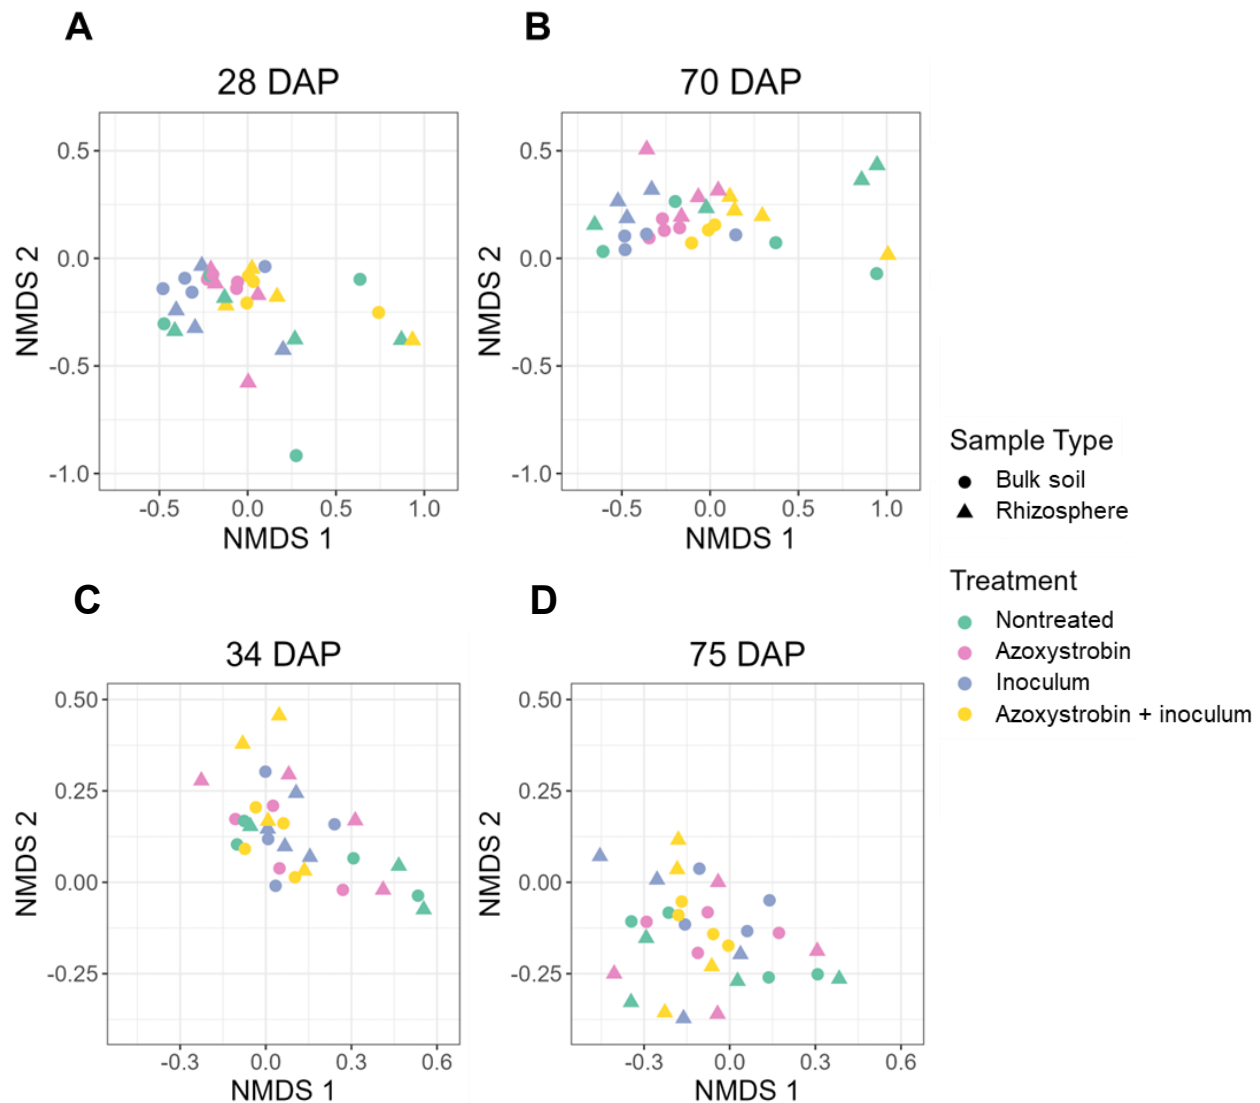 A
B
28 DAP
70 DAP
0.5
0.0
-0.5
-1.0
NMDS 2
-0.5
0.0
0.5
1.0
NMDS 1
0.5
0.0
-0.5
-1.0
NMDS 2
-0.5
0.0
0.5
1.0
NMDS 1
Sample Type
Bulk soil
Rhizosphere
Treatment
Nontreated
Azoxystrobin
Inoculum
Azoxystrobin + inoculum
C
D
34 DAP
75 DAP
0.50
0.25
0.00
-0.25
NMDS 2
-0.3
0.0
0.3
0.6
NMDS 1
0.50
0.25
0.00
-0.25
NMDS 2
-0.3
0.0
0.3
0.6
NMDS 1